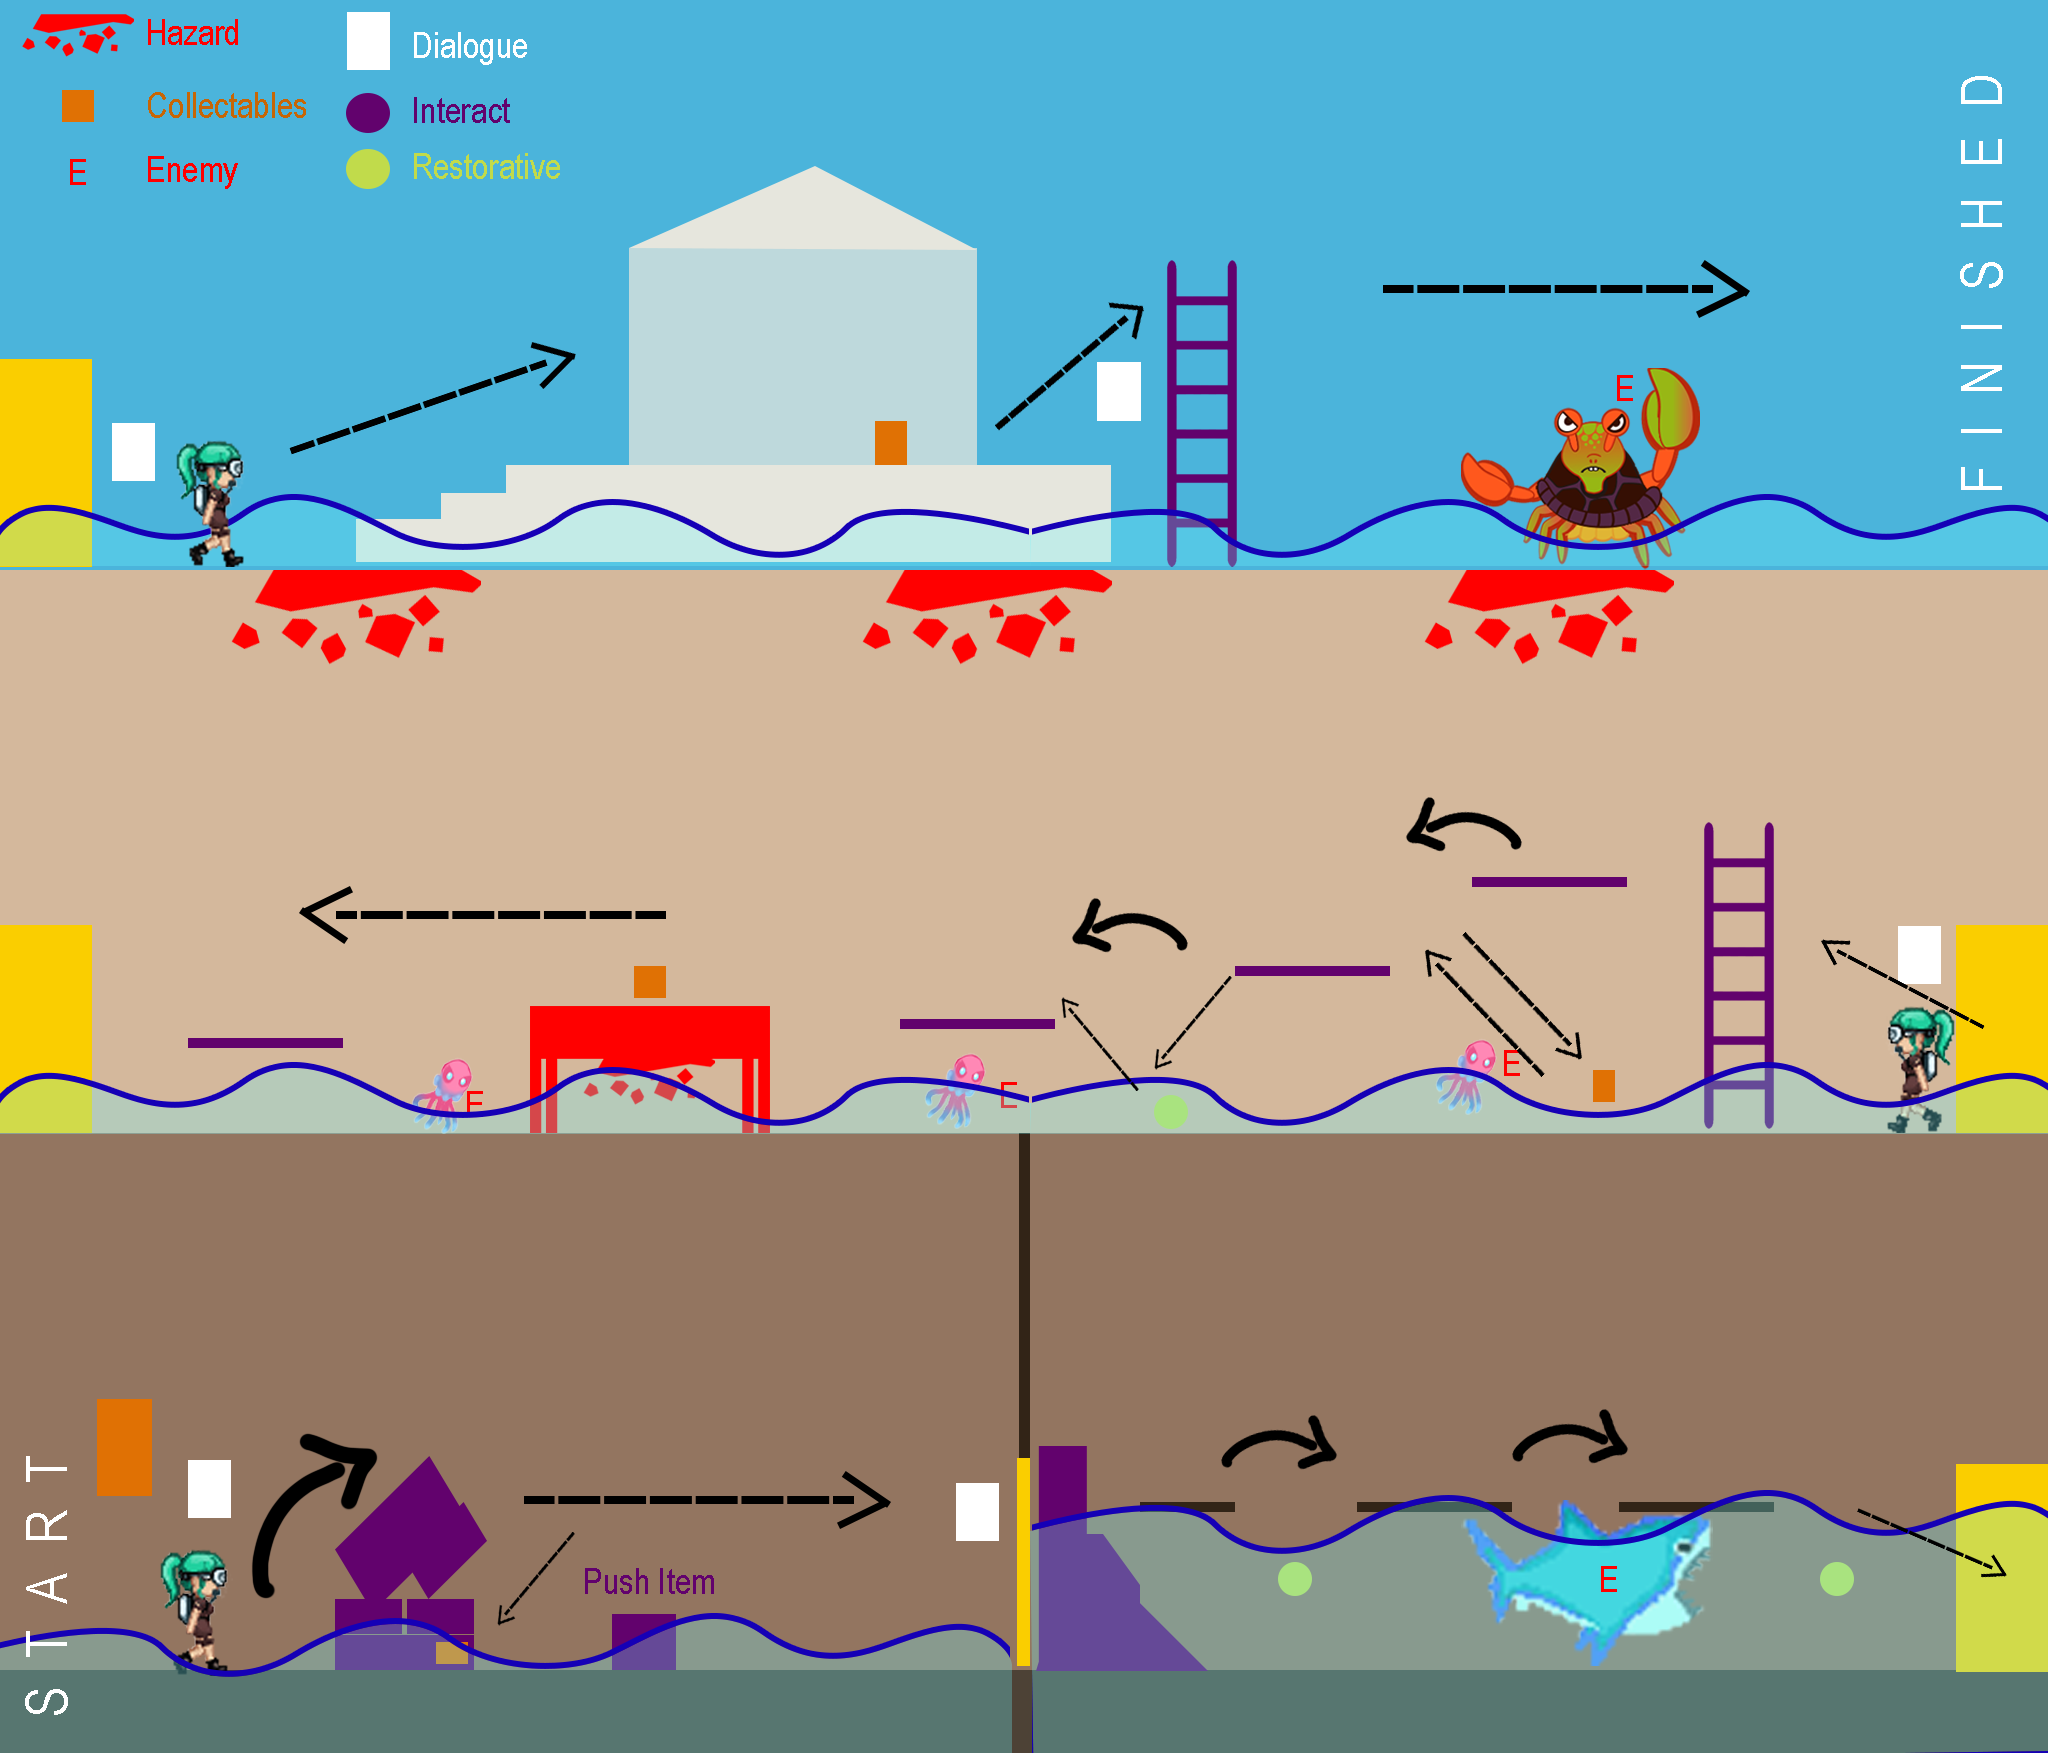 Hazard
Dialogue
Collectables
Interact
E
Enemy
Restorative
FINISHED
E
E
E
E
START
Push Item
E